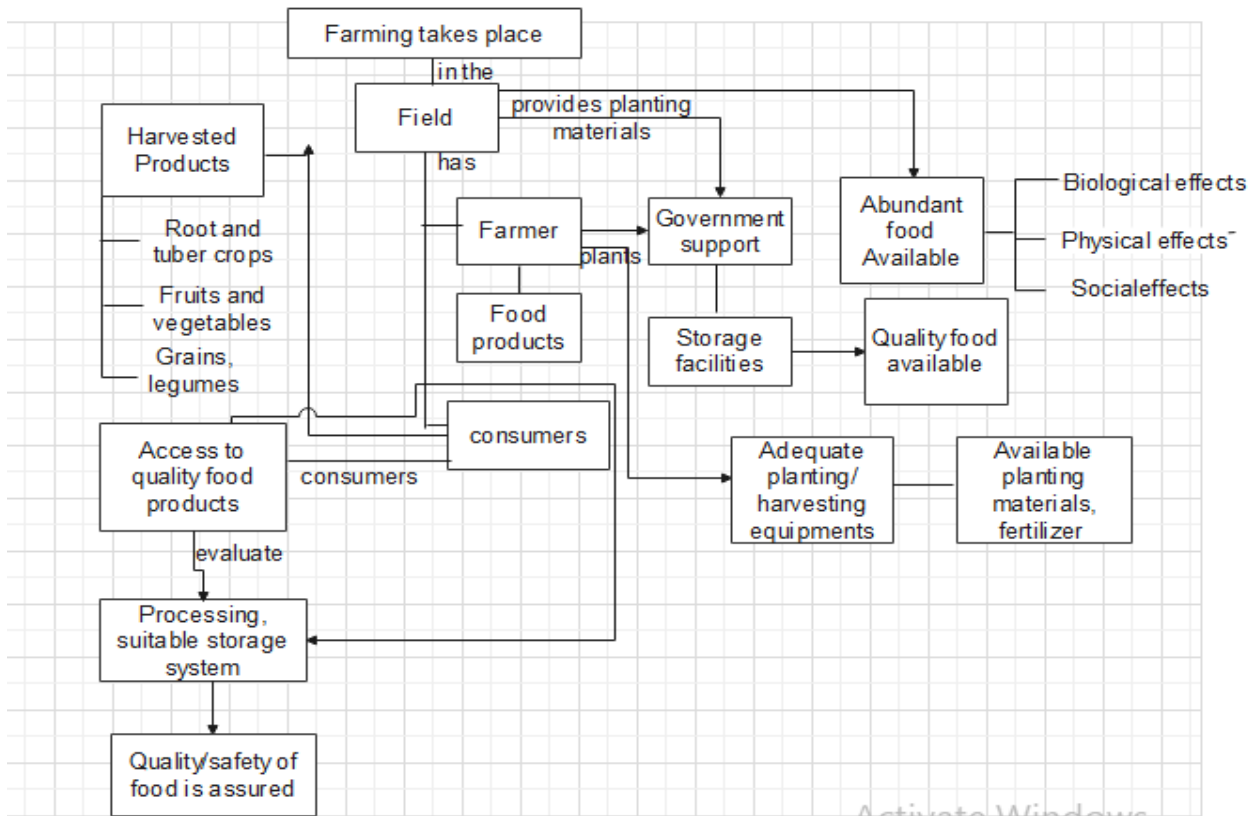 Farming takes place
in the
Field
provides planting
materials
has
Harvested
Products
Root and
tuber crops
Fruits and
vegetables
Grains,
legumes
Farmer
plants
Food
products
Government
support
Storage
facilities
Quality food
available
Abundant
food
Available
Biological effects
Physical effects
Socialeffects
consumers
consumers
Access to
quality food
products
evaluate
Adequate
planting/
harvesting
equipments
Available
planting
materials,
fertilizer
Processing,
suitable storage
system
Quality/safety of
food is assured
Activate Windows